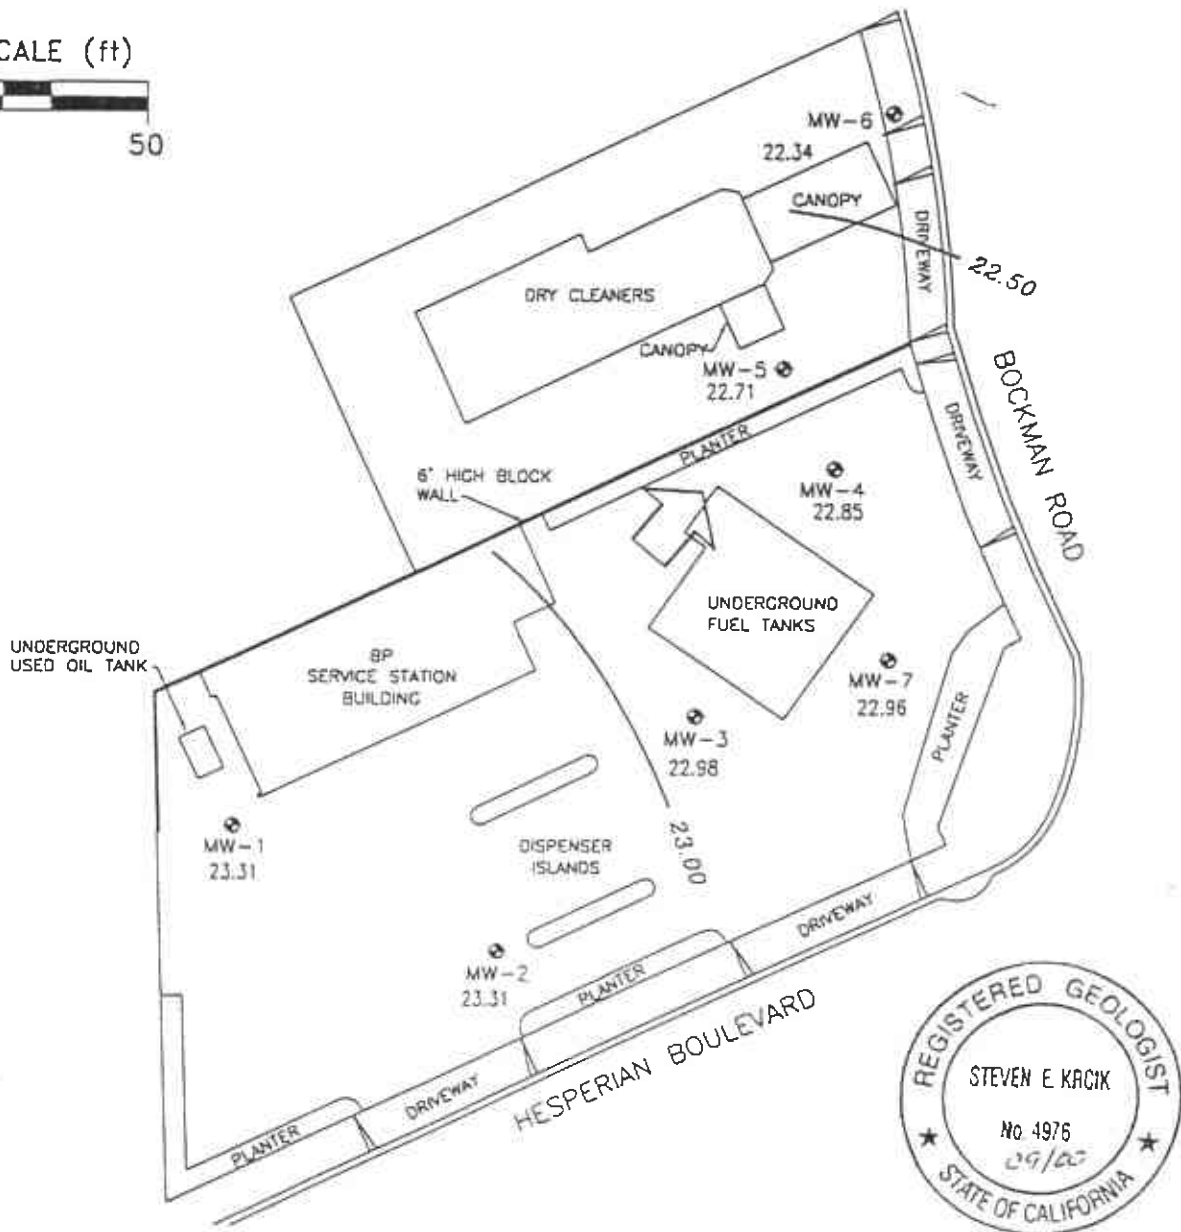 CALE (ft)
50
MW-6
22.34
CANOPY
DRIVEWAY
22.50
DRY CLEANERS
CANOPY
MW-5
22.71
BOCKMAN ROAD
DRIVEWAY
PLANTER
6' HIGH BLOCK
WALL
MW-4
22.85
UNDERGROUND
FUEL TANKS
UNDERGROUND
USED OIL TANK
BP
SERVICE STATION
BUILDING
MW-7
22.96
PLANTER
MW-3
22.98
MW-1
23.31
DISPENSER
ISLANDS
23.00
DRIVEWAY
MW-2
23.31
PLANTER
HESPERIAN BOULEVARD
DRIVEWAY
PLANTER
REGISTERED GEOLOGIST
STEVEN E KACIK
No 4976
STATE OF CALIFORNIA